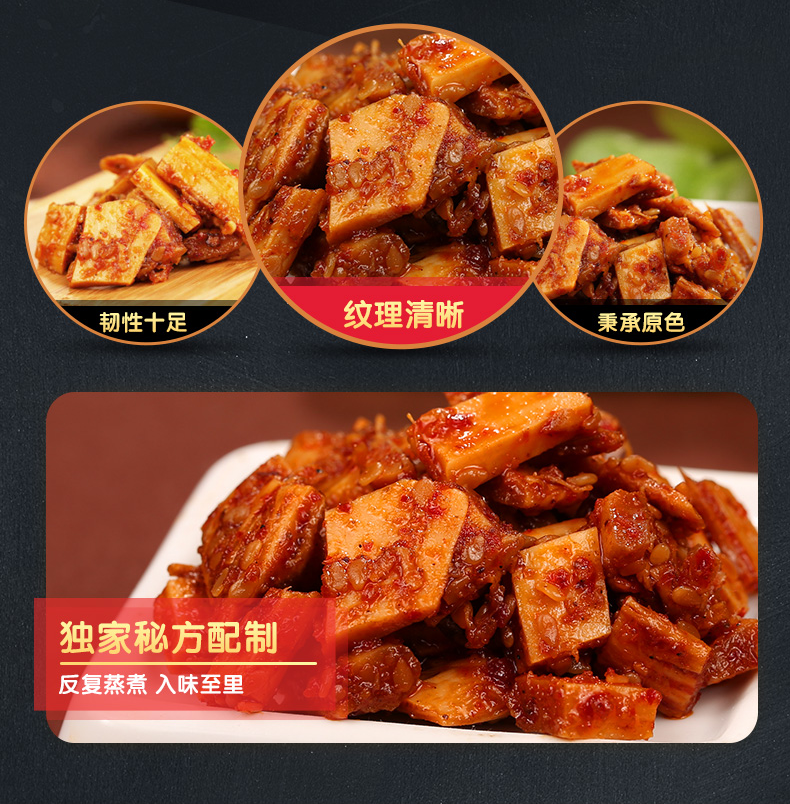 韧性十足
纹理清晰
秉承原色
独家秘方配制
反复蒸煮 入味至里